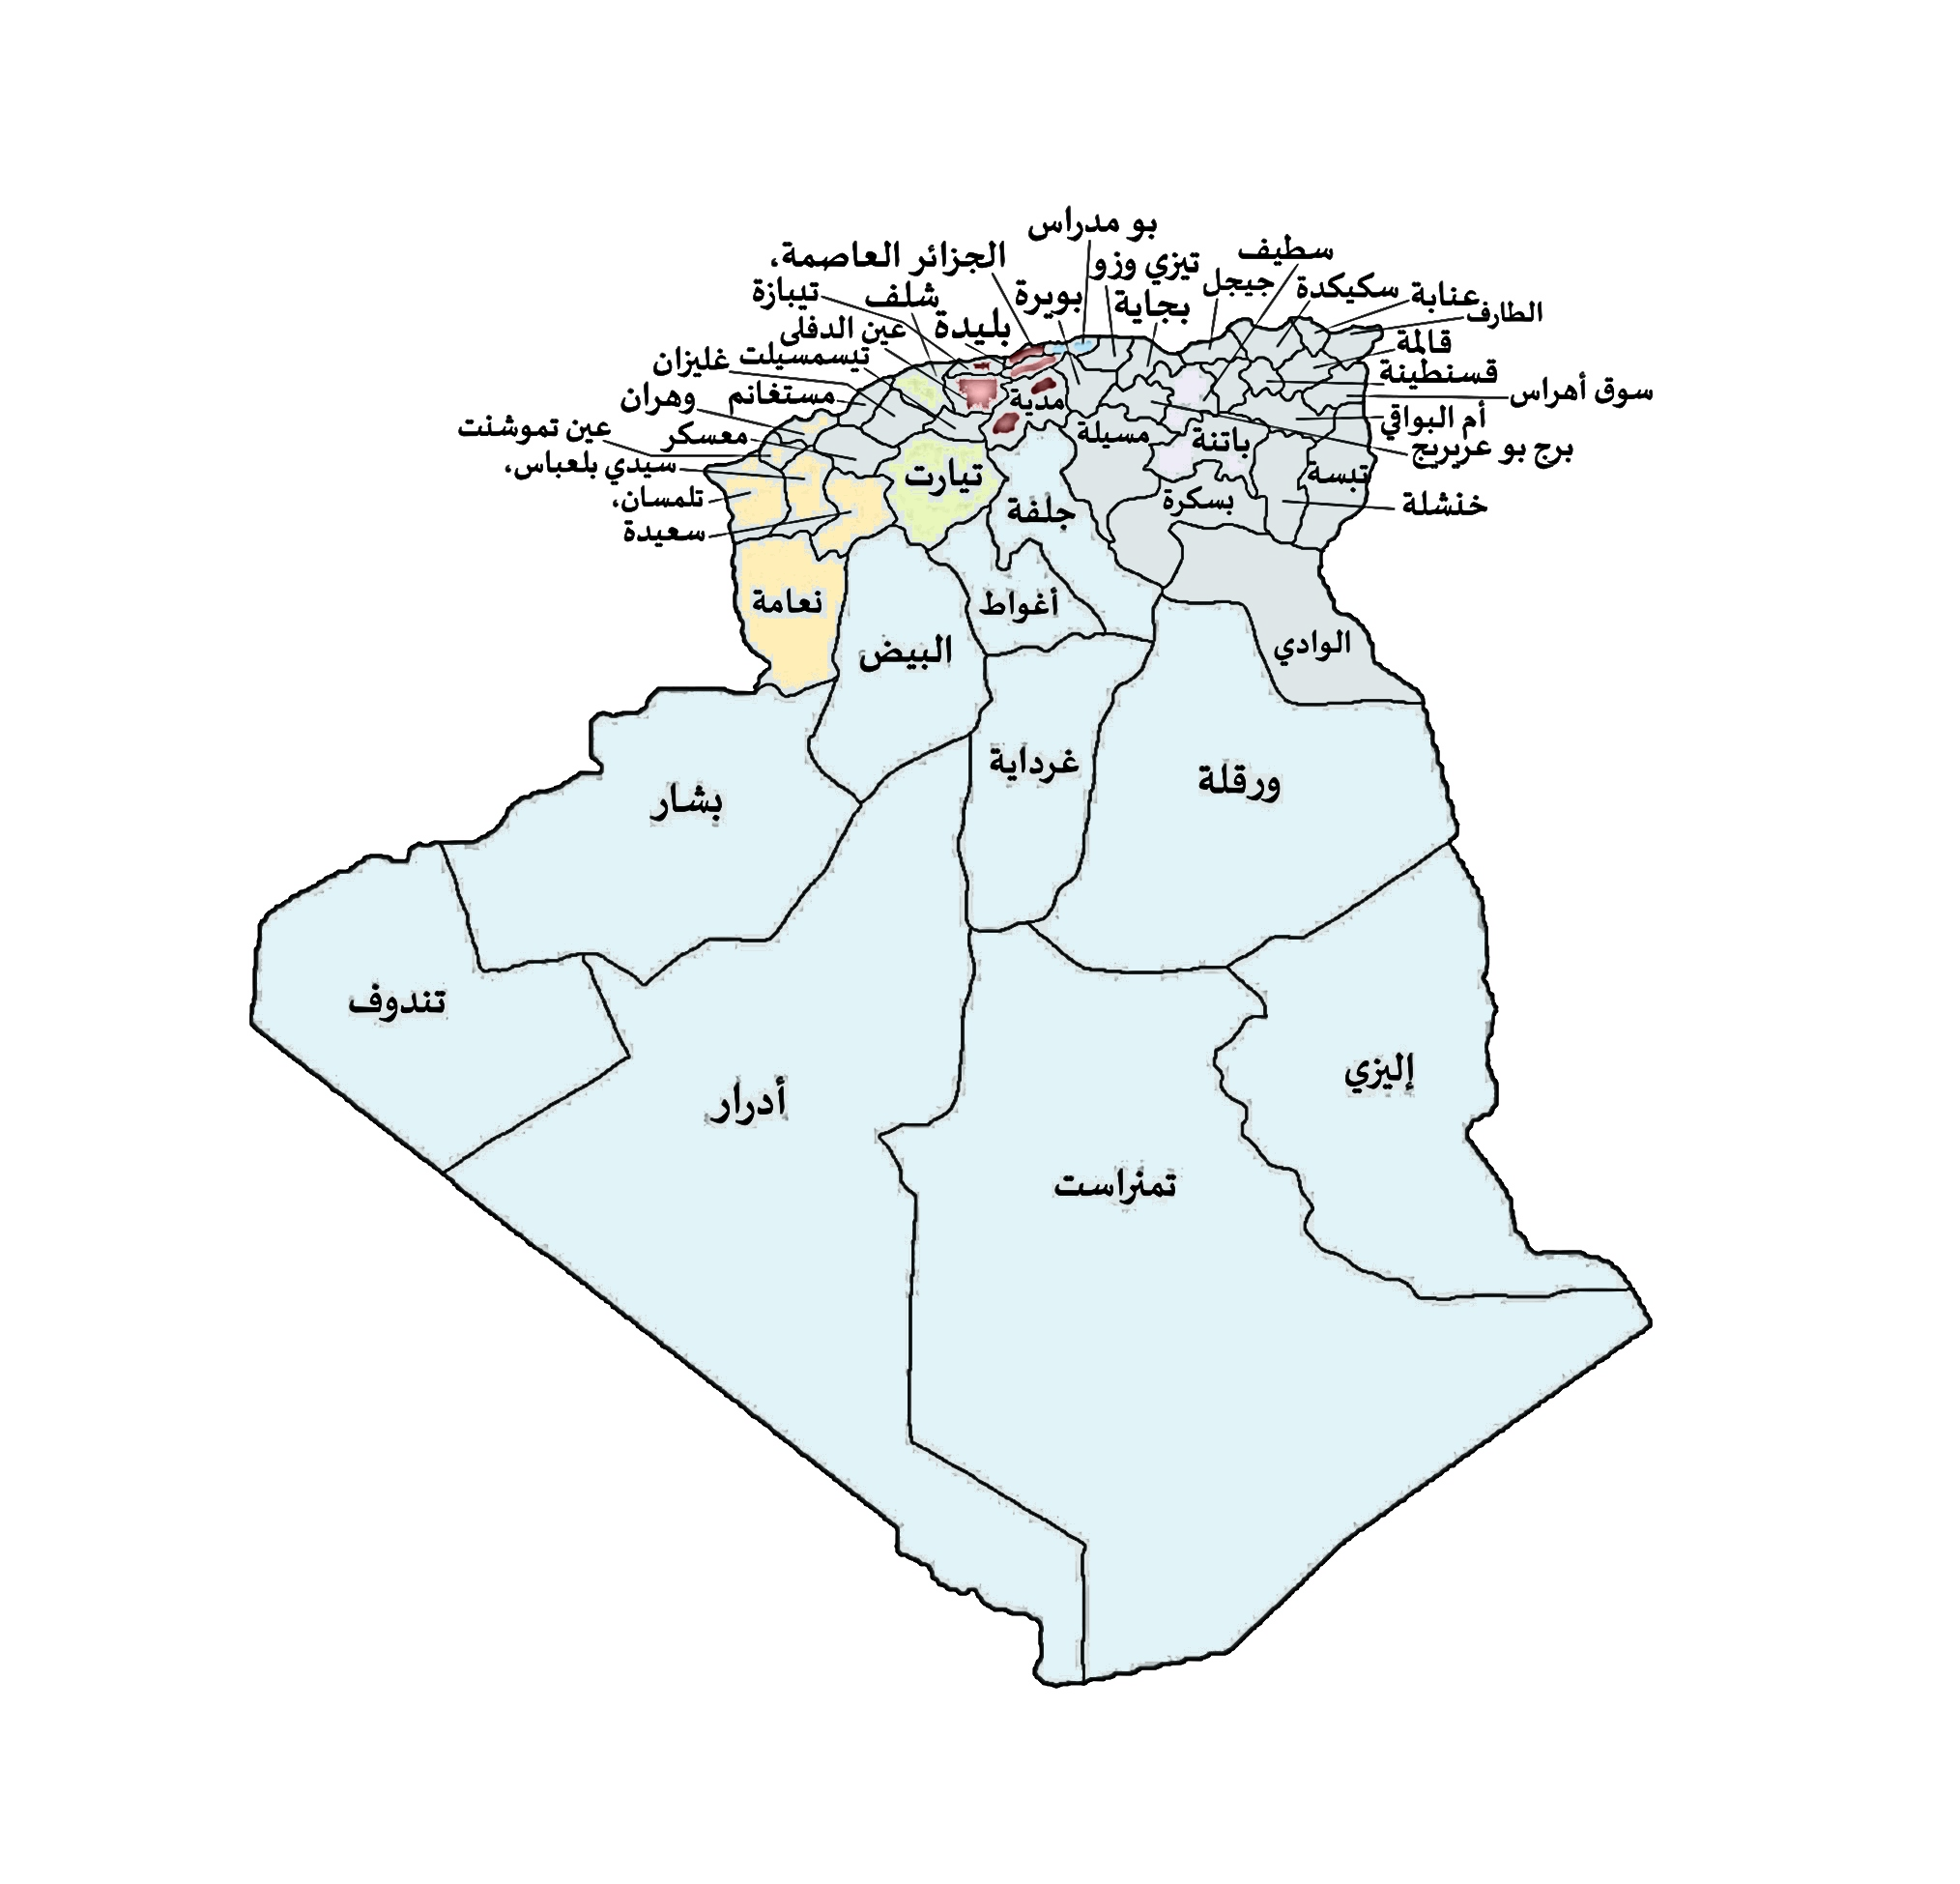 بو مدراس
سطيف
الجزائر العاصمة،
تيزي وزو
جيجل
سكيكدة
عنابة
الطارف
تيبازة
شلف
بويرة
بجاية
بليدة
عين الدفلى
قالمة
غليزان
تيسمسيلت
قسنطينة
سوق أهراس
وهران
مستغانم
مدية
أم البواقي
عين تموشنت
معسكر
مسيلة
باتنة
برج بو عريريج
سيدي بلعباس،
تيارت
تبسة
تلمسان،
جلفة
بسكرة
خنشلة
سعيدة
نعامة
أغواط
البيض
الوادي
غرداية
ورقلة
بشار
تندوف
إليزي
أدرار
تمنراست